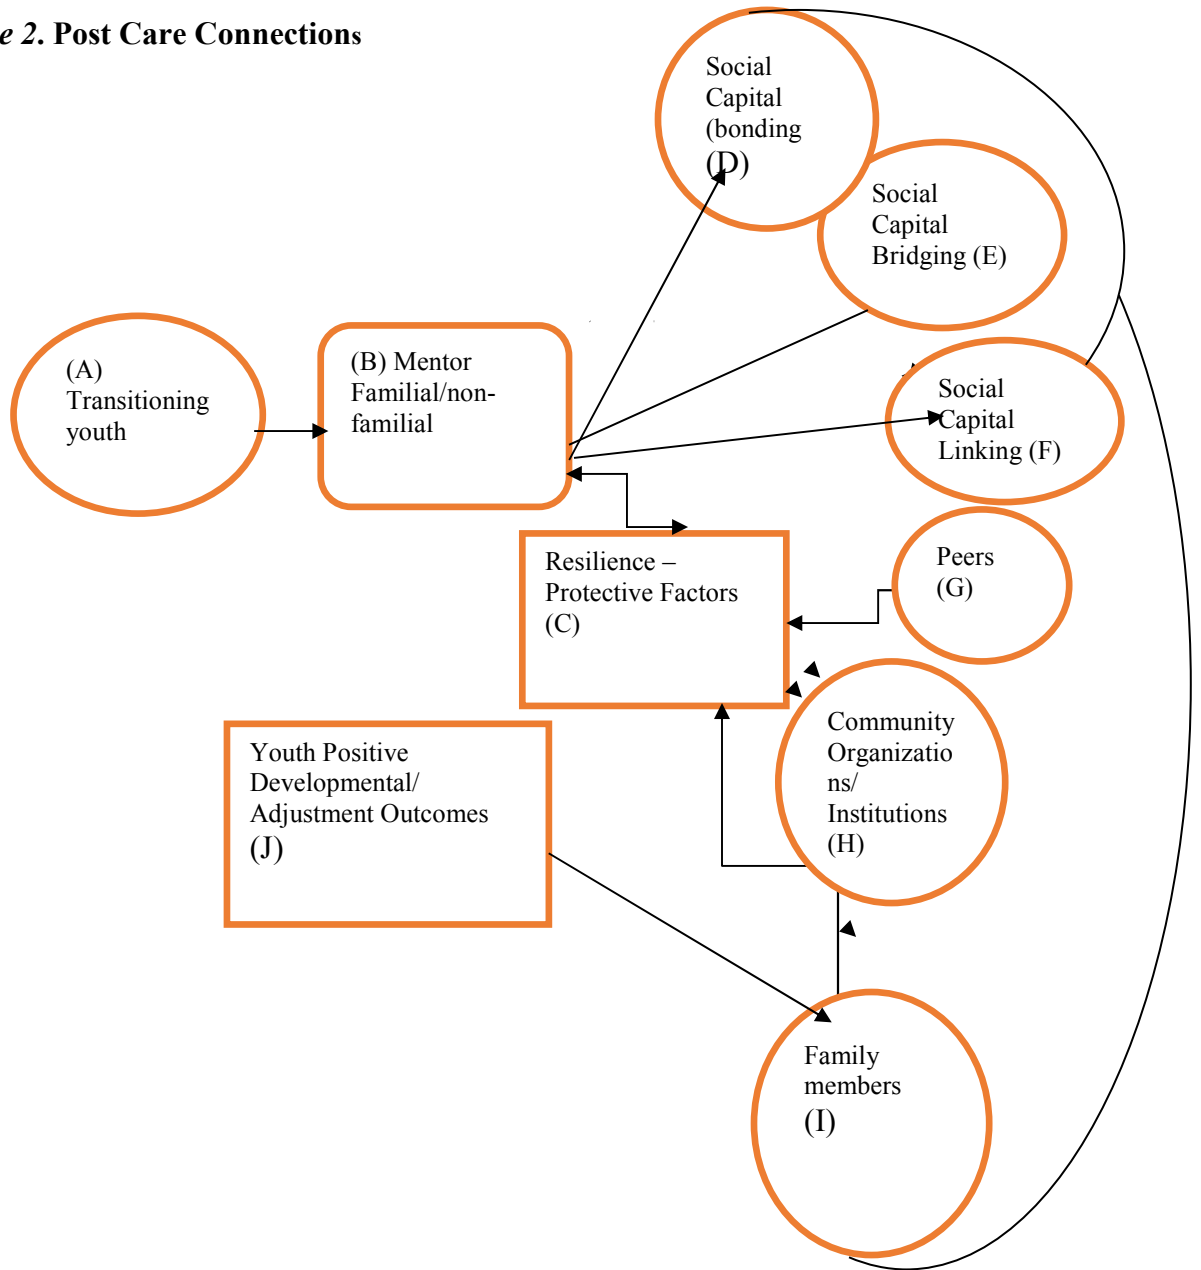 e 2. Post Care Connections
Social
Capital
(bonding
(D)
Social
Capital
Bridging (E)
(A)
Transitioning
youth
(B) Mentor
Familial/non-
familial
Social
Capital
Linking (F)
Resilience –
Protective Factors
(C)
Peers
(G)
Community
Organizatio
ns/
Institutions
(H)
Youth Positive
Developmental/
Adjustment Outcomes
(J)
Family
members
(I)